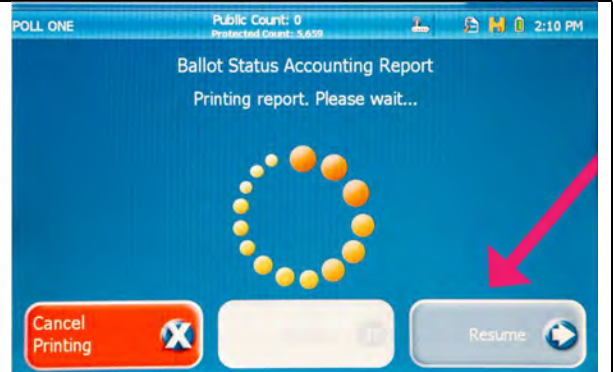 POLL ONE
Public Count: 0
Protected Count: 5,659
2:10 PM
Ballot Status Accounting Report
Printing report. Please wait...
Cancel
Printing
X
Resume